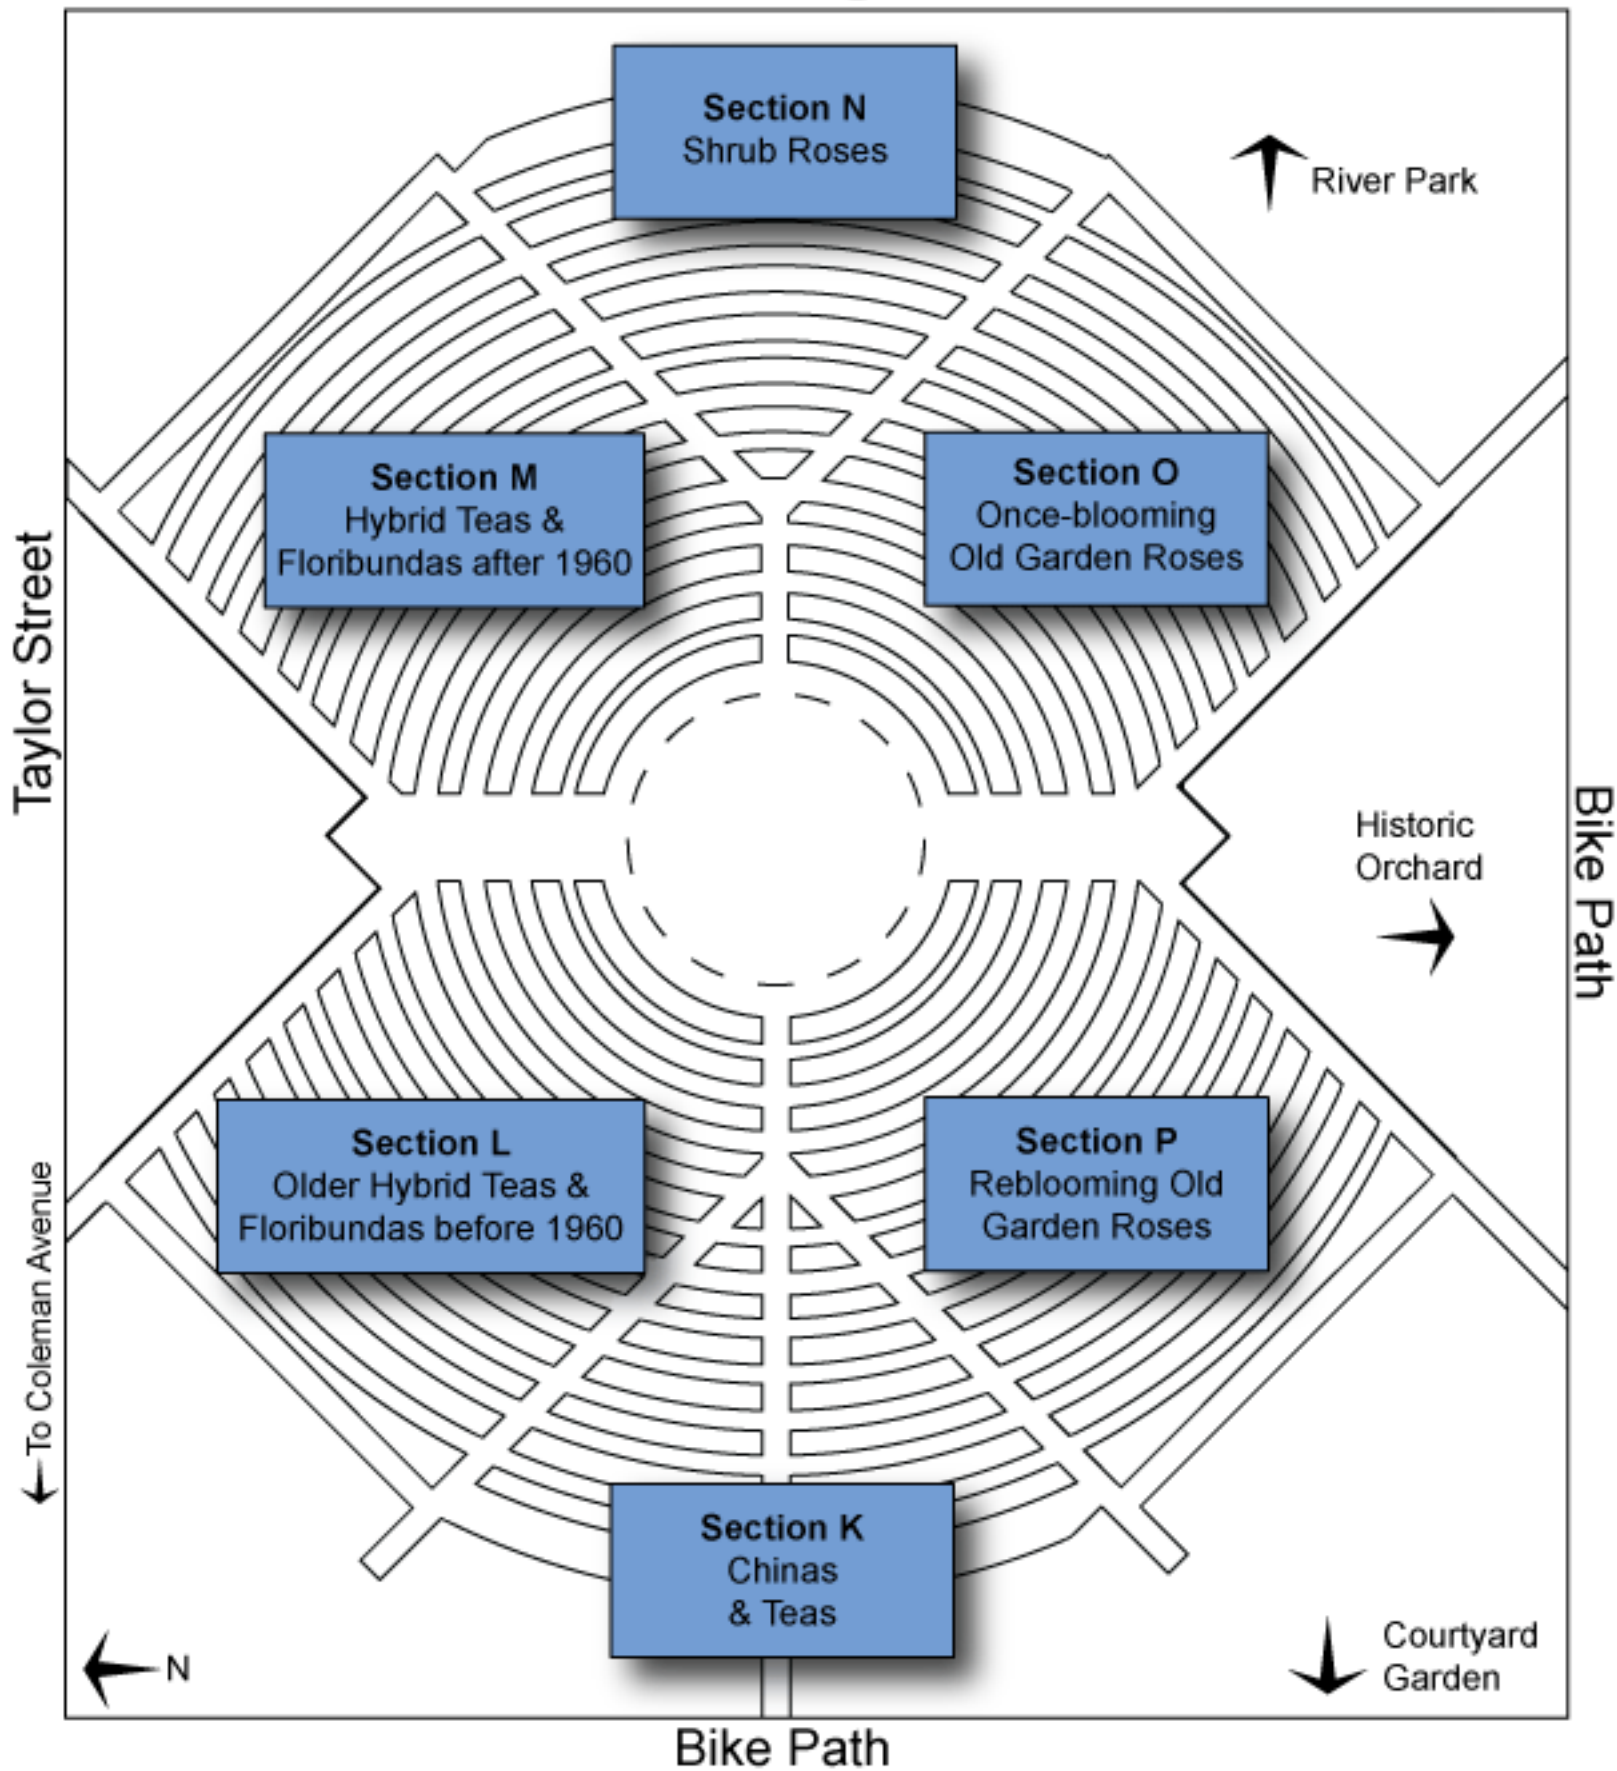 Section N
Shrub Roses
River Park
Section M
Hybrid Teas &
Floribundas after 1960
Section O
Once-blooming
Old Garden Roses
Taylor Street
Historic
Orchard
Bike Path
Section L
Older Hybrid Teas &
Floribundas before 1960
Section P
Reblooming Old
Garden Roses
To Coleman Avenue
Section K
Chinas
& Teas
N
Courtyard
Garden
Bike Path